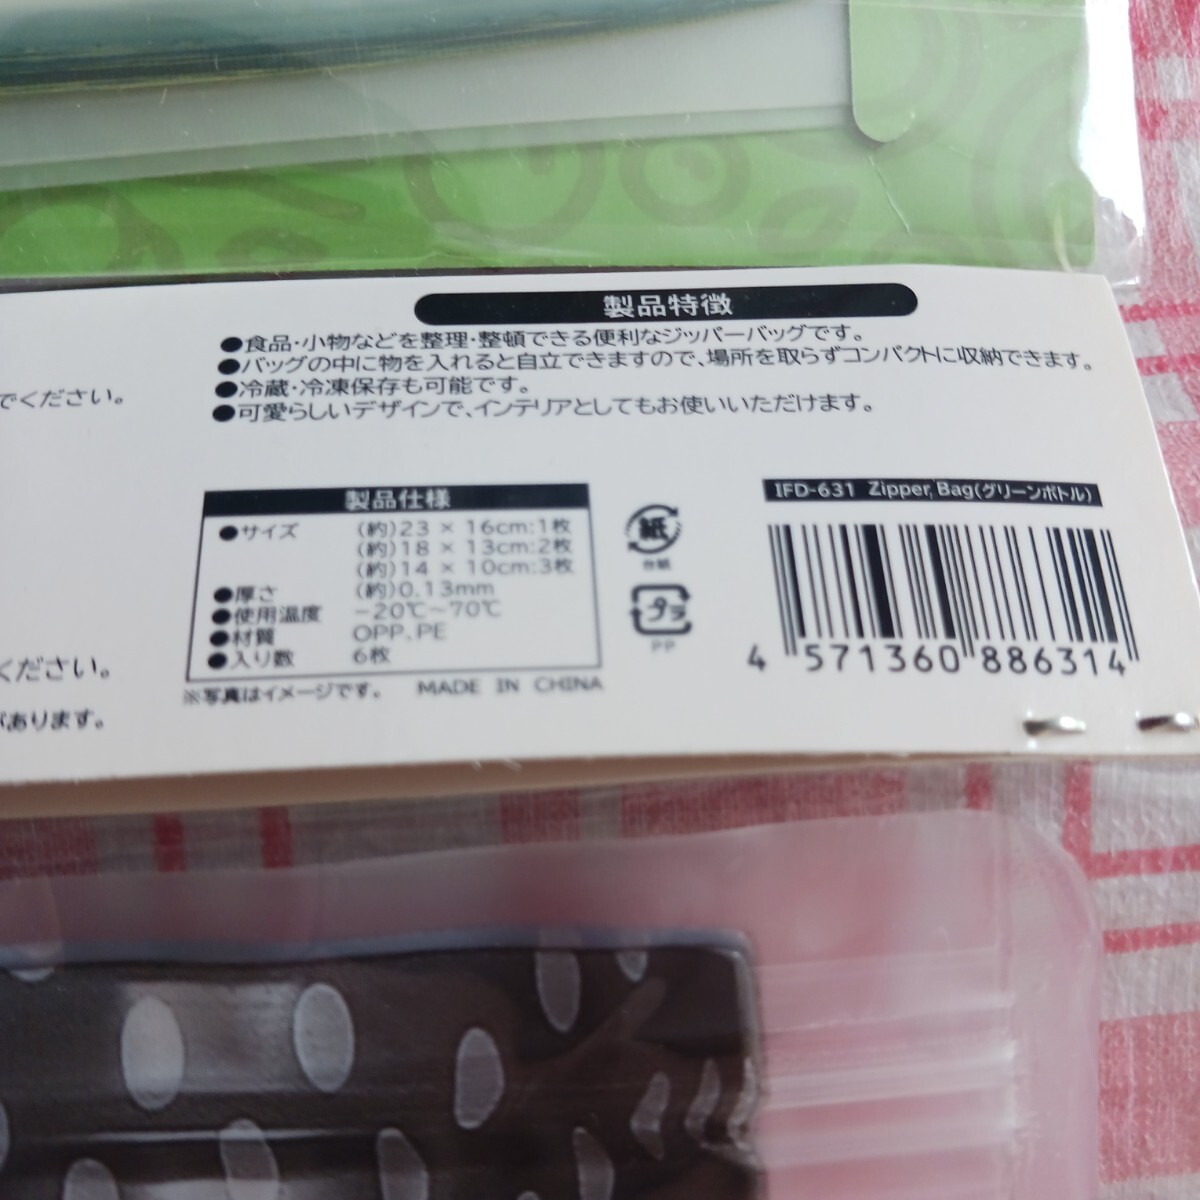 製品特徴
●食品・小物などを整理・整頓できる便利なジッパーバッグです。
●バッグの中に物を入れると自立できますので、場所を取らずコンパクトに収納できます。
●冷蔵・冷凍保存も可能です。
●可愛らしいデザインで、インテリアとしてもお使いいただけます。
でください。
ください。
があります。
製品仕様
●サイズ (約)23 × 16cm:1枚
(約)18 × 13cm:2枚
(約)14 × 10cm:3枚
●厚さ (約)0.13mm
●使用温度 -20℃~70℃
●材質 OPP、PE
●入り数 6枚
※写真はイメージです。 MADE IN CHINA
紙
台紙
プラ
PP
IFD-631 Zipper Bag(グリーンボトル)
4 571360 886314